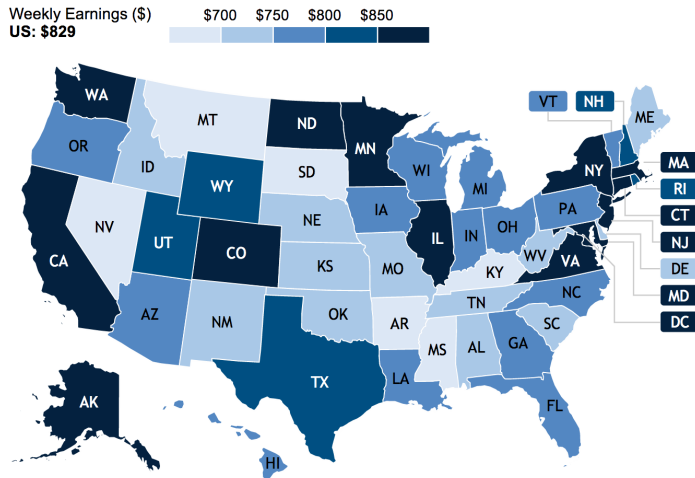 Weekly Earnings ($)
US: $829
$700 $750 $800 $850
WA
MT
ND
MN
VT
NH
ME
OR
ID
SD
WI
NY
MA
WY
MI
RI
NV
NE
IA
PA
CT
CA
UT
CO
IL
IN
OH
NJ
KS
MO
WV
VA
DE
KY
MD
AZ
NM
OK
TN
NC
DC
AR
SC
MS
AL
GA
TX
LA
AK
FL
HI